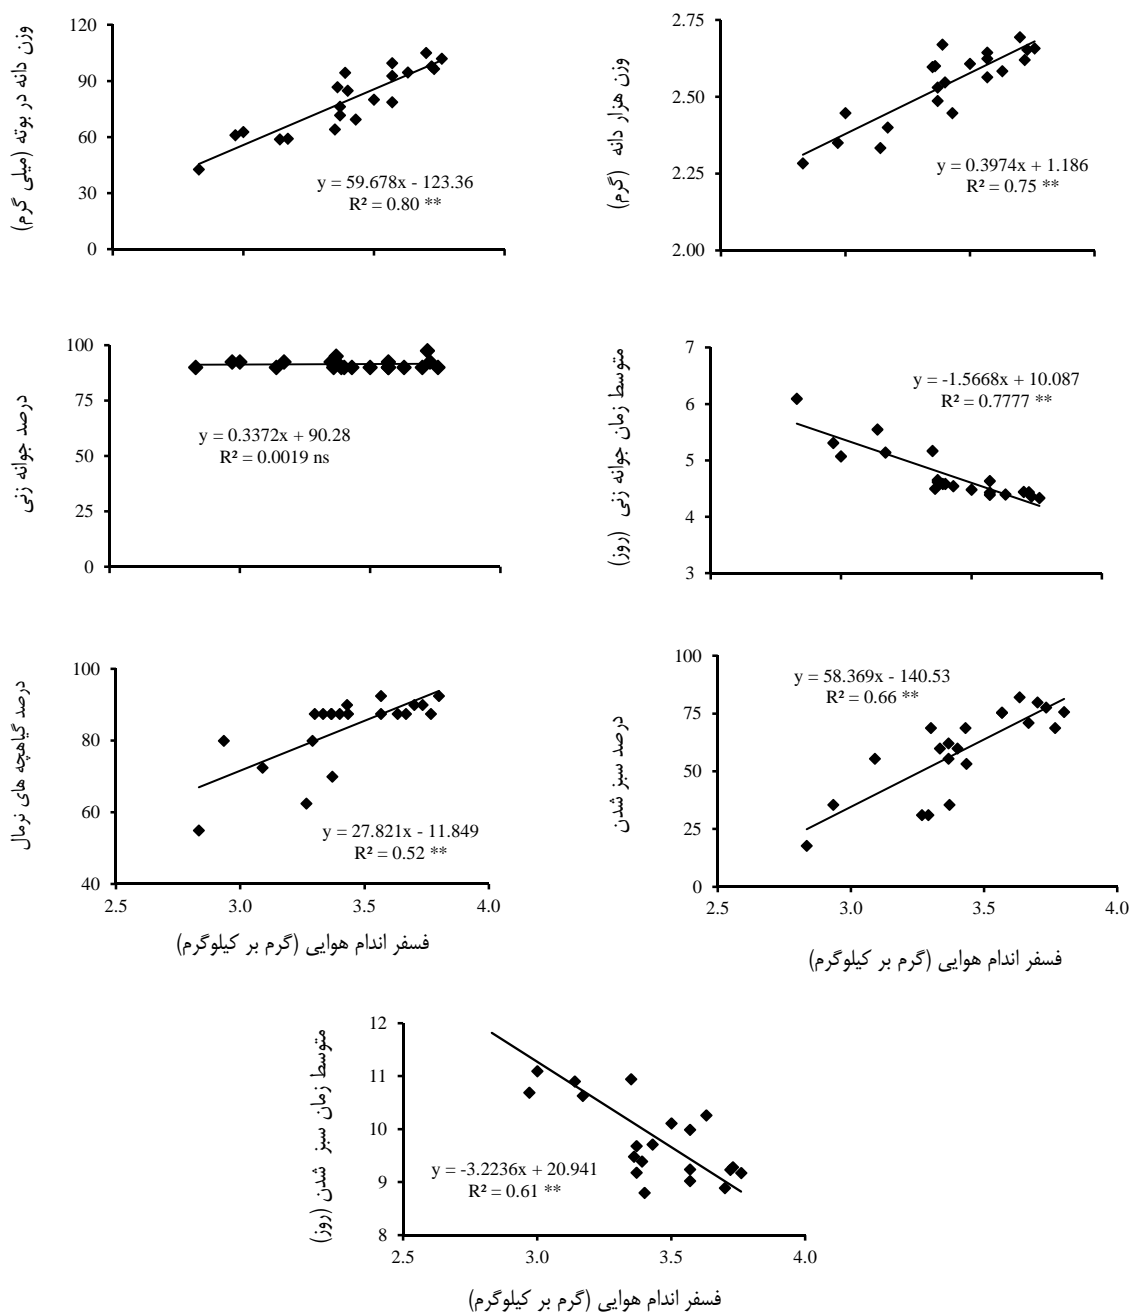 وزن دانه در بوته (میلی گرم)
120
90
60
30
0
y = 59.678x - 123.36
R² = 0.80 **
وزن هزار دانه (گرم)
2.75
2.50
2.25
2.00
y = 0.3974x + 1.186
R² = 0.75 **
درصد جوانه زنی
100
75
50
25
0
y = 0.3372x + 90.28
R² = 0.0019 ns
متوسط زمان جوانه زنی (روز)
7
6
5
4
3
y = -1.5668x + 10.087
R² = 0.7777 **
درصد گیاهچه های نرمال
100
80
60
40
y = 27.821x - 11.849
R² = 0.52 **
2.5 3.0 3.5 4.0
فسفر اندام هوایی (گرم بر کیلوگرم)
درصد سبز شدن
100
75
50
25
0
y = 58.369x - 140.53
R² = 0.66 **
2.5 3.0 3.5 4.0
فسفر اندام هوایی (گرم بر کیلوگرم)
متوسط زمان سبز شدن (روز)
12
11
10
9
8
y = -3.2236x + 20.941
R² = 0.61 **
2.5 3.0 3.5 4.0
فسفر اندام هوایی (گرم بر کیلوگرم)